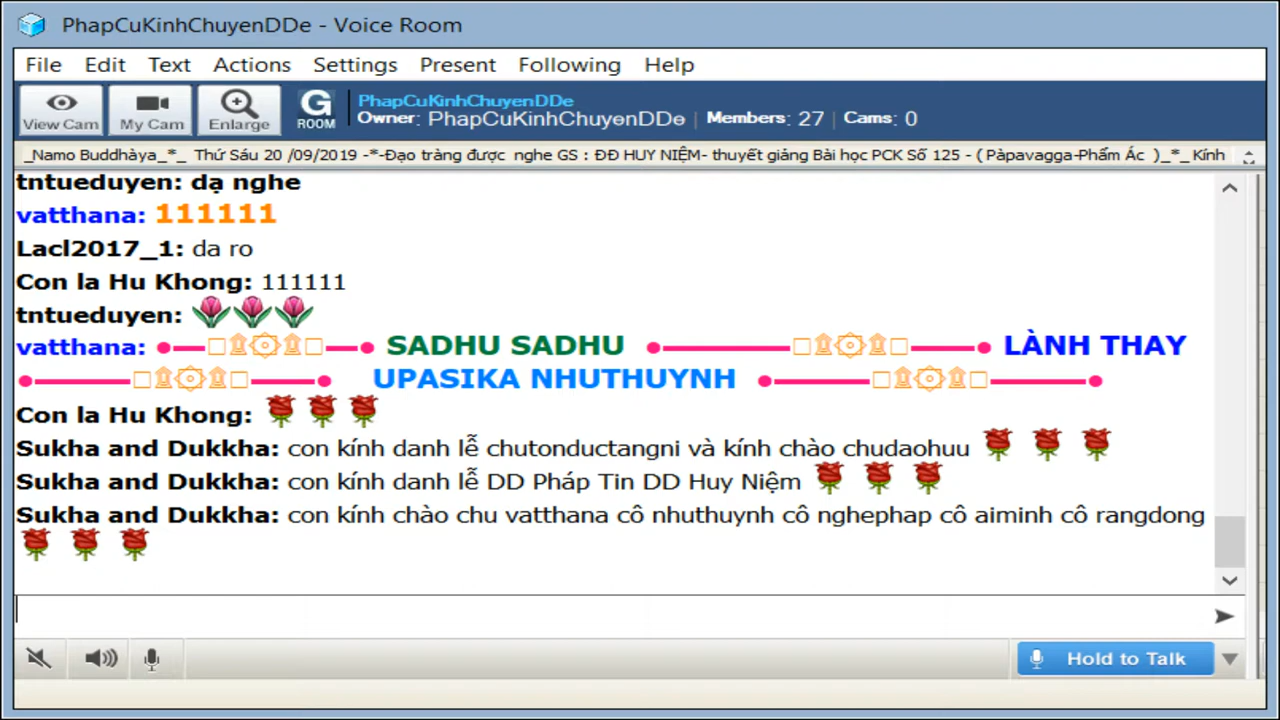 PhapCuKinhChuyenDDe - Voice Room
File Edit Text Actions Settings Present Following Help
View Cam My Cam Enlarge G ROOM
PhapCuKinhChuyenDDe
Owner: PhapCuKinhChuyenDDe | Members: 27 | Cams: 0
_Namo Buddhàya_*_ Thứ Sáu 20 /09/2019 -*-Đạo tràng được nghe GS : ĐĐ HUY NIỆM- thuyết giảng Bài học PCK Số 125 - ( Pàpavagga-Phẩm Ác )_*_ Kính
tntueduyen: dạ nghe
vatthana: 111111
Lacl2017_1: da ro
Con la Hu Khong: 111111
tntueduyen: 🌷🌷🌷
vatthana: ●—□۩۞۩□—● SADHU SADHU ●———□۩۞۩□——● LÀNH THAY
●———□۩۞۩□——● UPASIKA NHUTHUYNH ●———□۩۞۩□———●
Con la Hu Khong: 🌹🌹🌹
Sukha and Dukkha: con kính danh lễ chutonductangni và kính chào chudaohuu 🌹 🌹 🌹
Sukha and Dukkha: con kính danh lễ DD Pháp Tin DD Huy Niệm 🌹 🌹 🌹
Sukha and Dukkha: con kính chào chu vatthana cô nhuthuynh cô nghephap cô aiminh cô rangdong
🌹 🌹 🌹
Hold to Talk